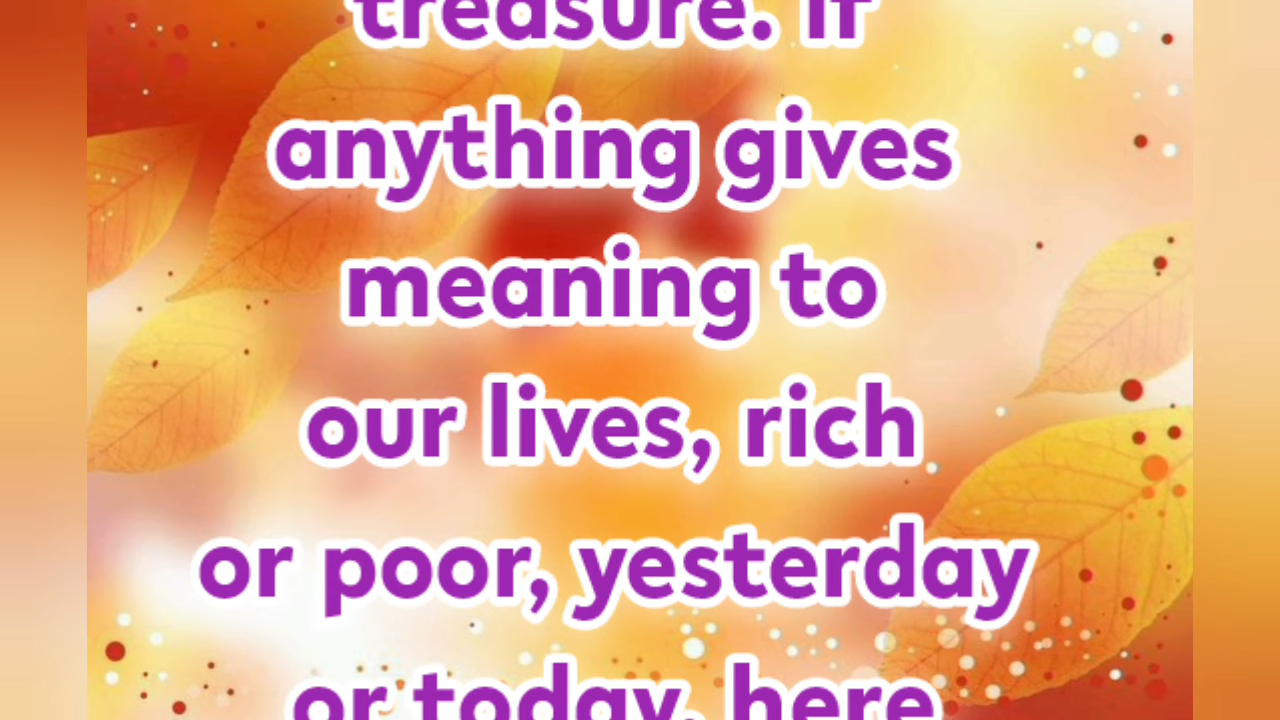 treasure. If
anything gives
meaning to
our lives, rich
or poor, yesterday
or today, here